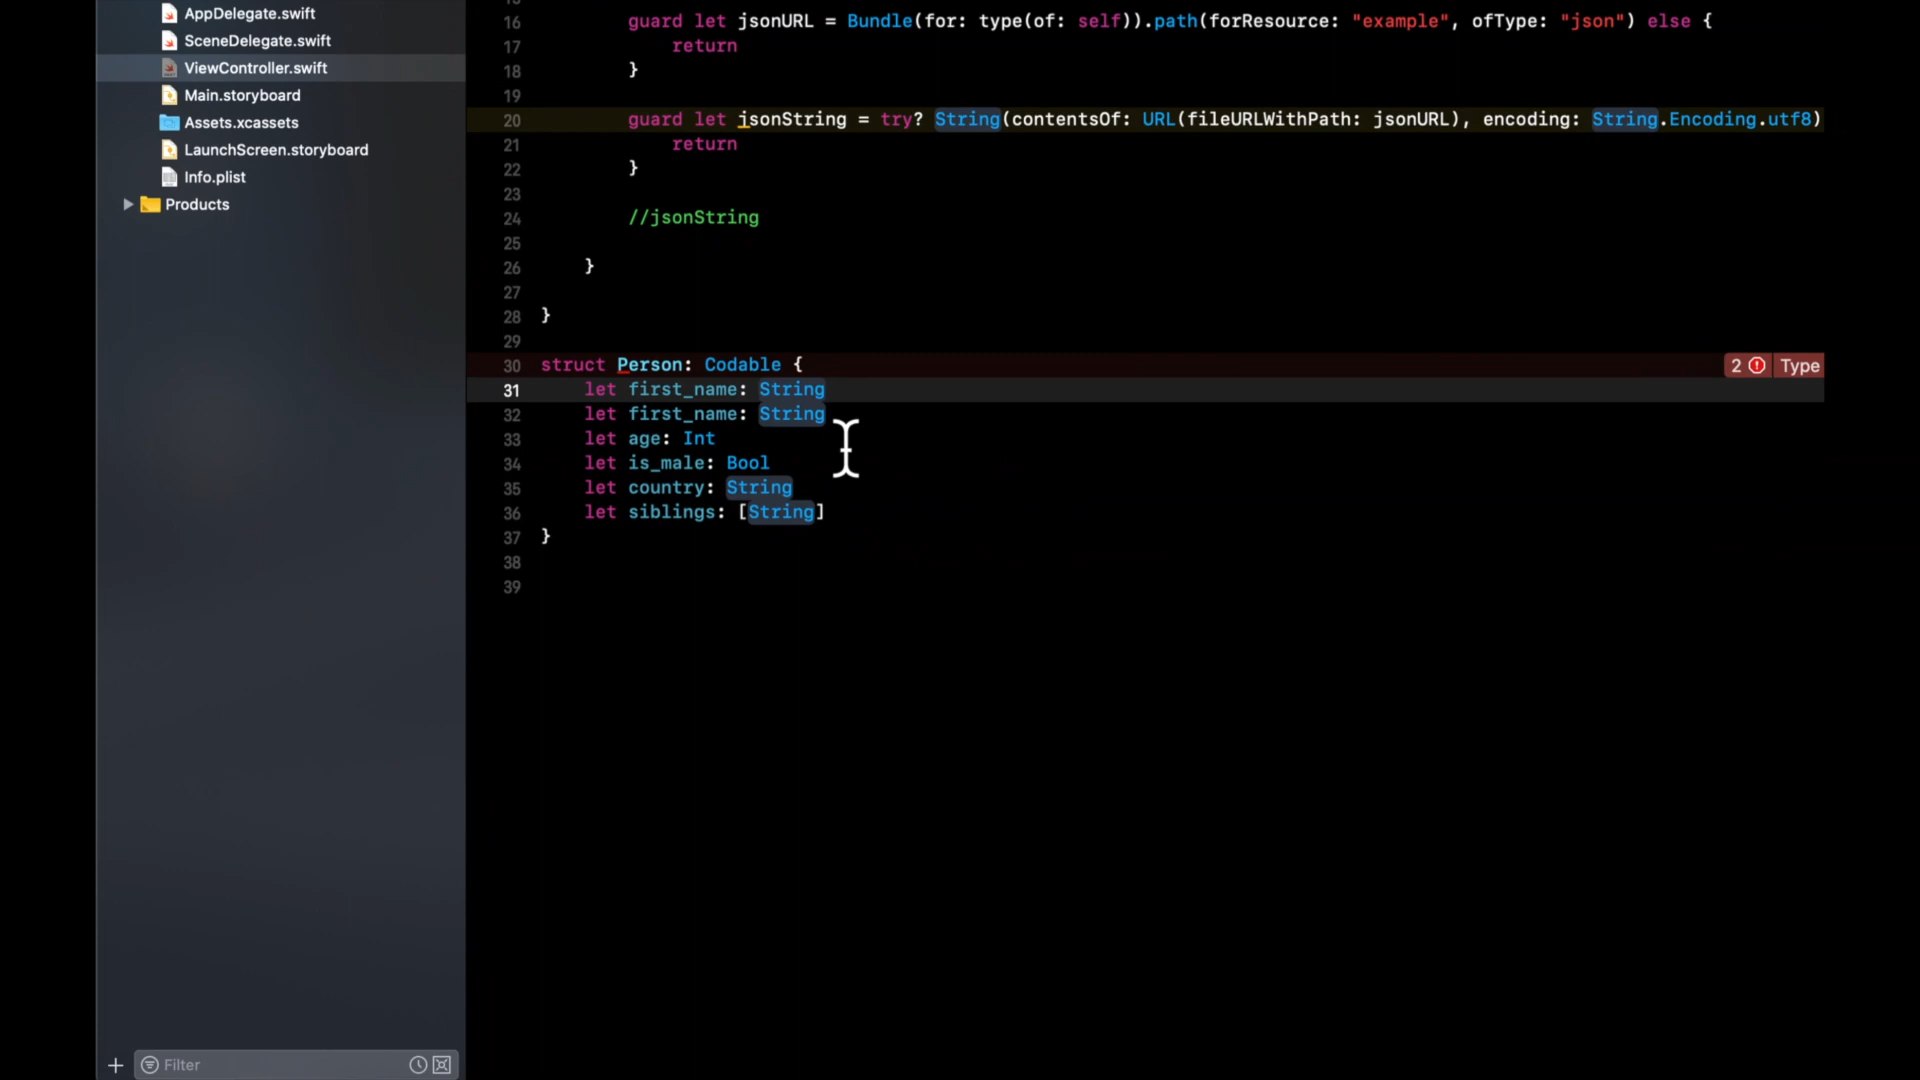 AppDelegate.swift
SceneDelegate.swift
ViewController.swift
Main.storyboard
Assets.xcassets
LaunchScreen.storyboard
Info.plist
Products
Filter
16 guard let jsonURL = Bundle(for: type(of: self)).path(forResource: "example", ofType: "json") else {
17 return
18 }
19
20 guard let jsonString = try? String(contentsOf: URL(fileURLWithPath: jsonURL), encoding: String.Encoding.utf8)
21 return
22 }
23
24 //jsonString
25
26 }
27
28 }
29
30 struct Person: Codable { 2 Type
31 let first_name: String
32 let first_name: String
33 let age: Int
34 let is_male: Bool
35 let country: String
36 let siblings: [String]
37 }
38
39